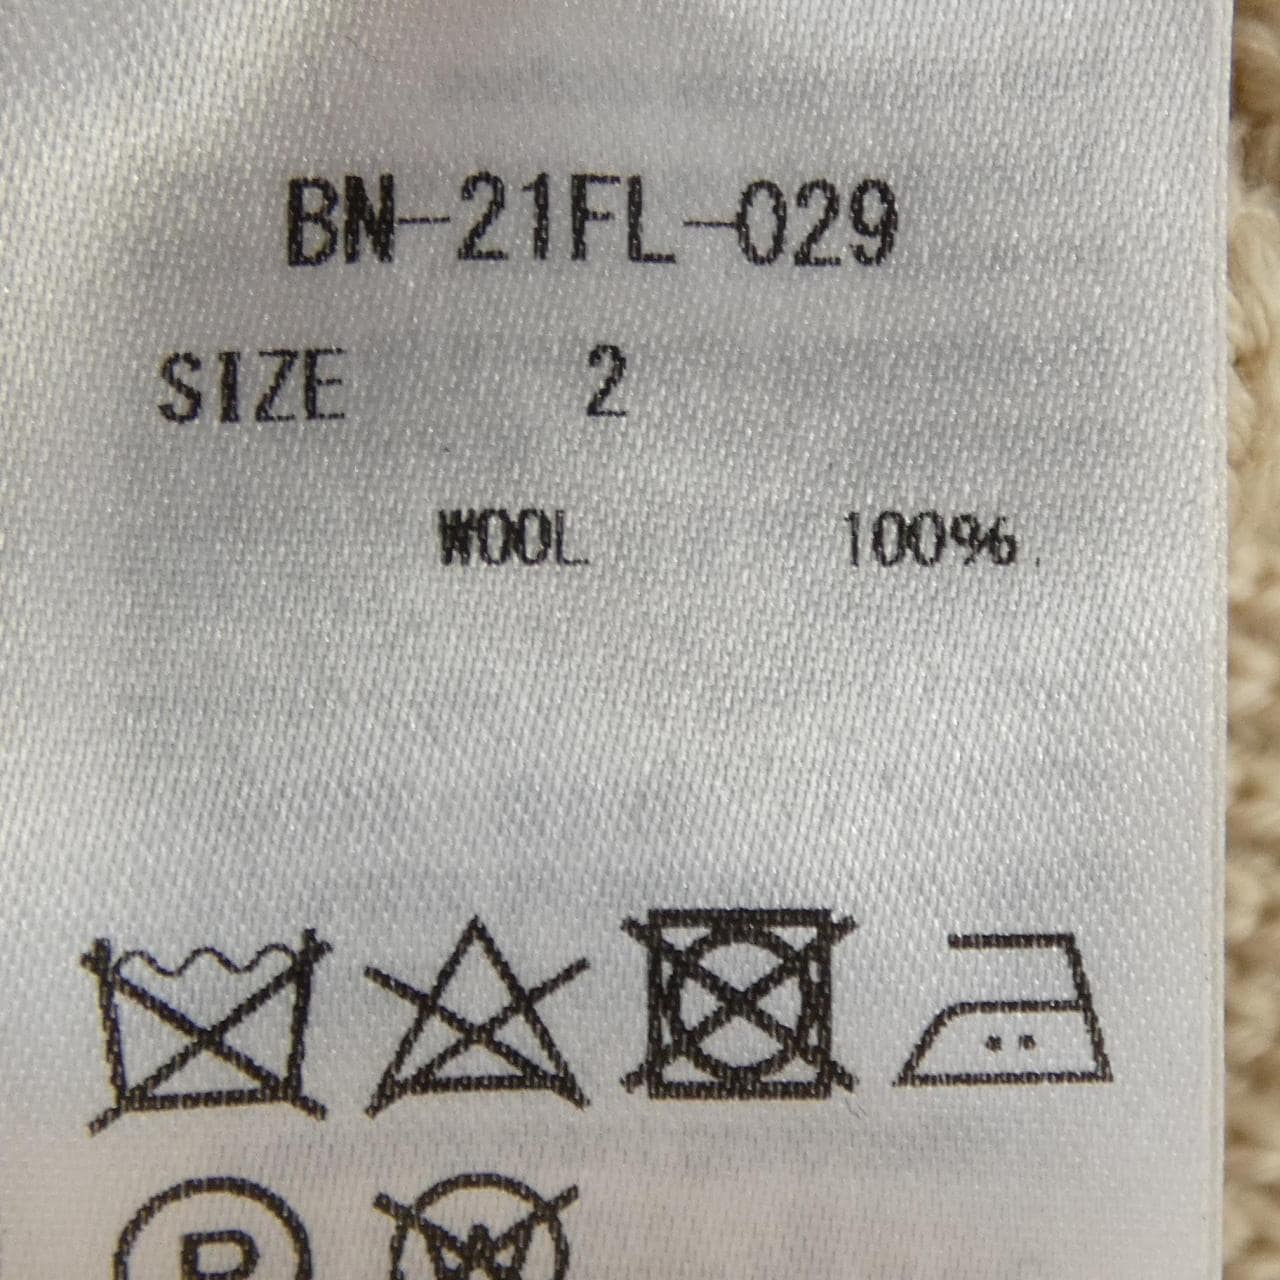 BN-21FL-029
SIZE 2
WOOL 100%.
P W